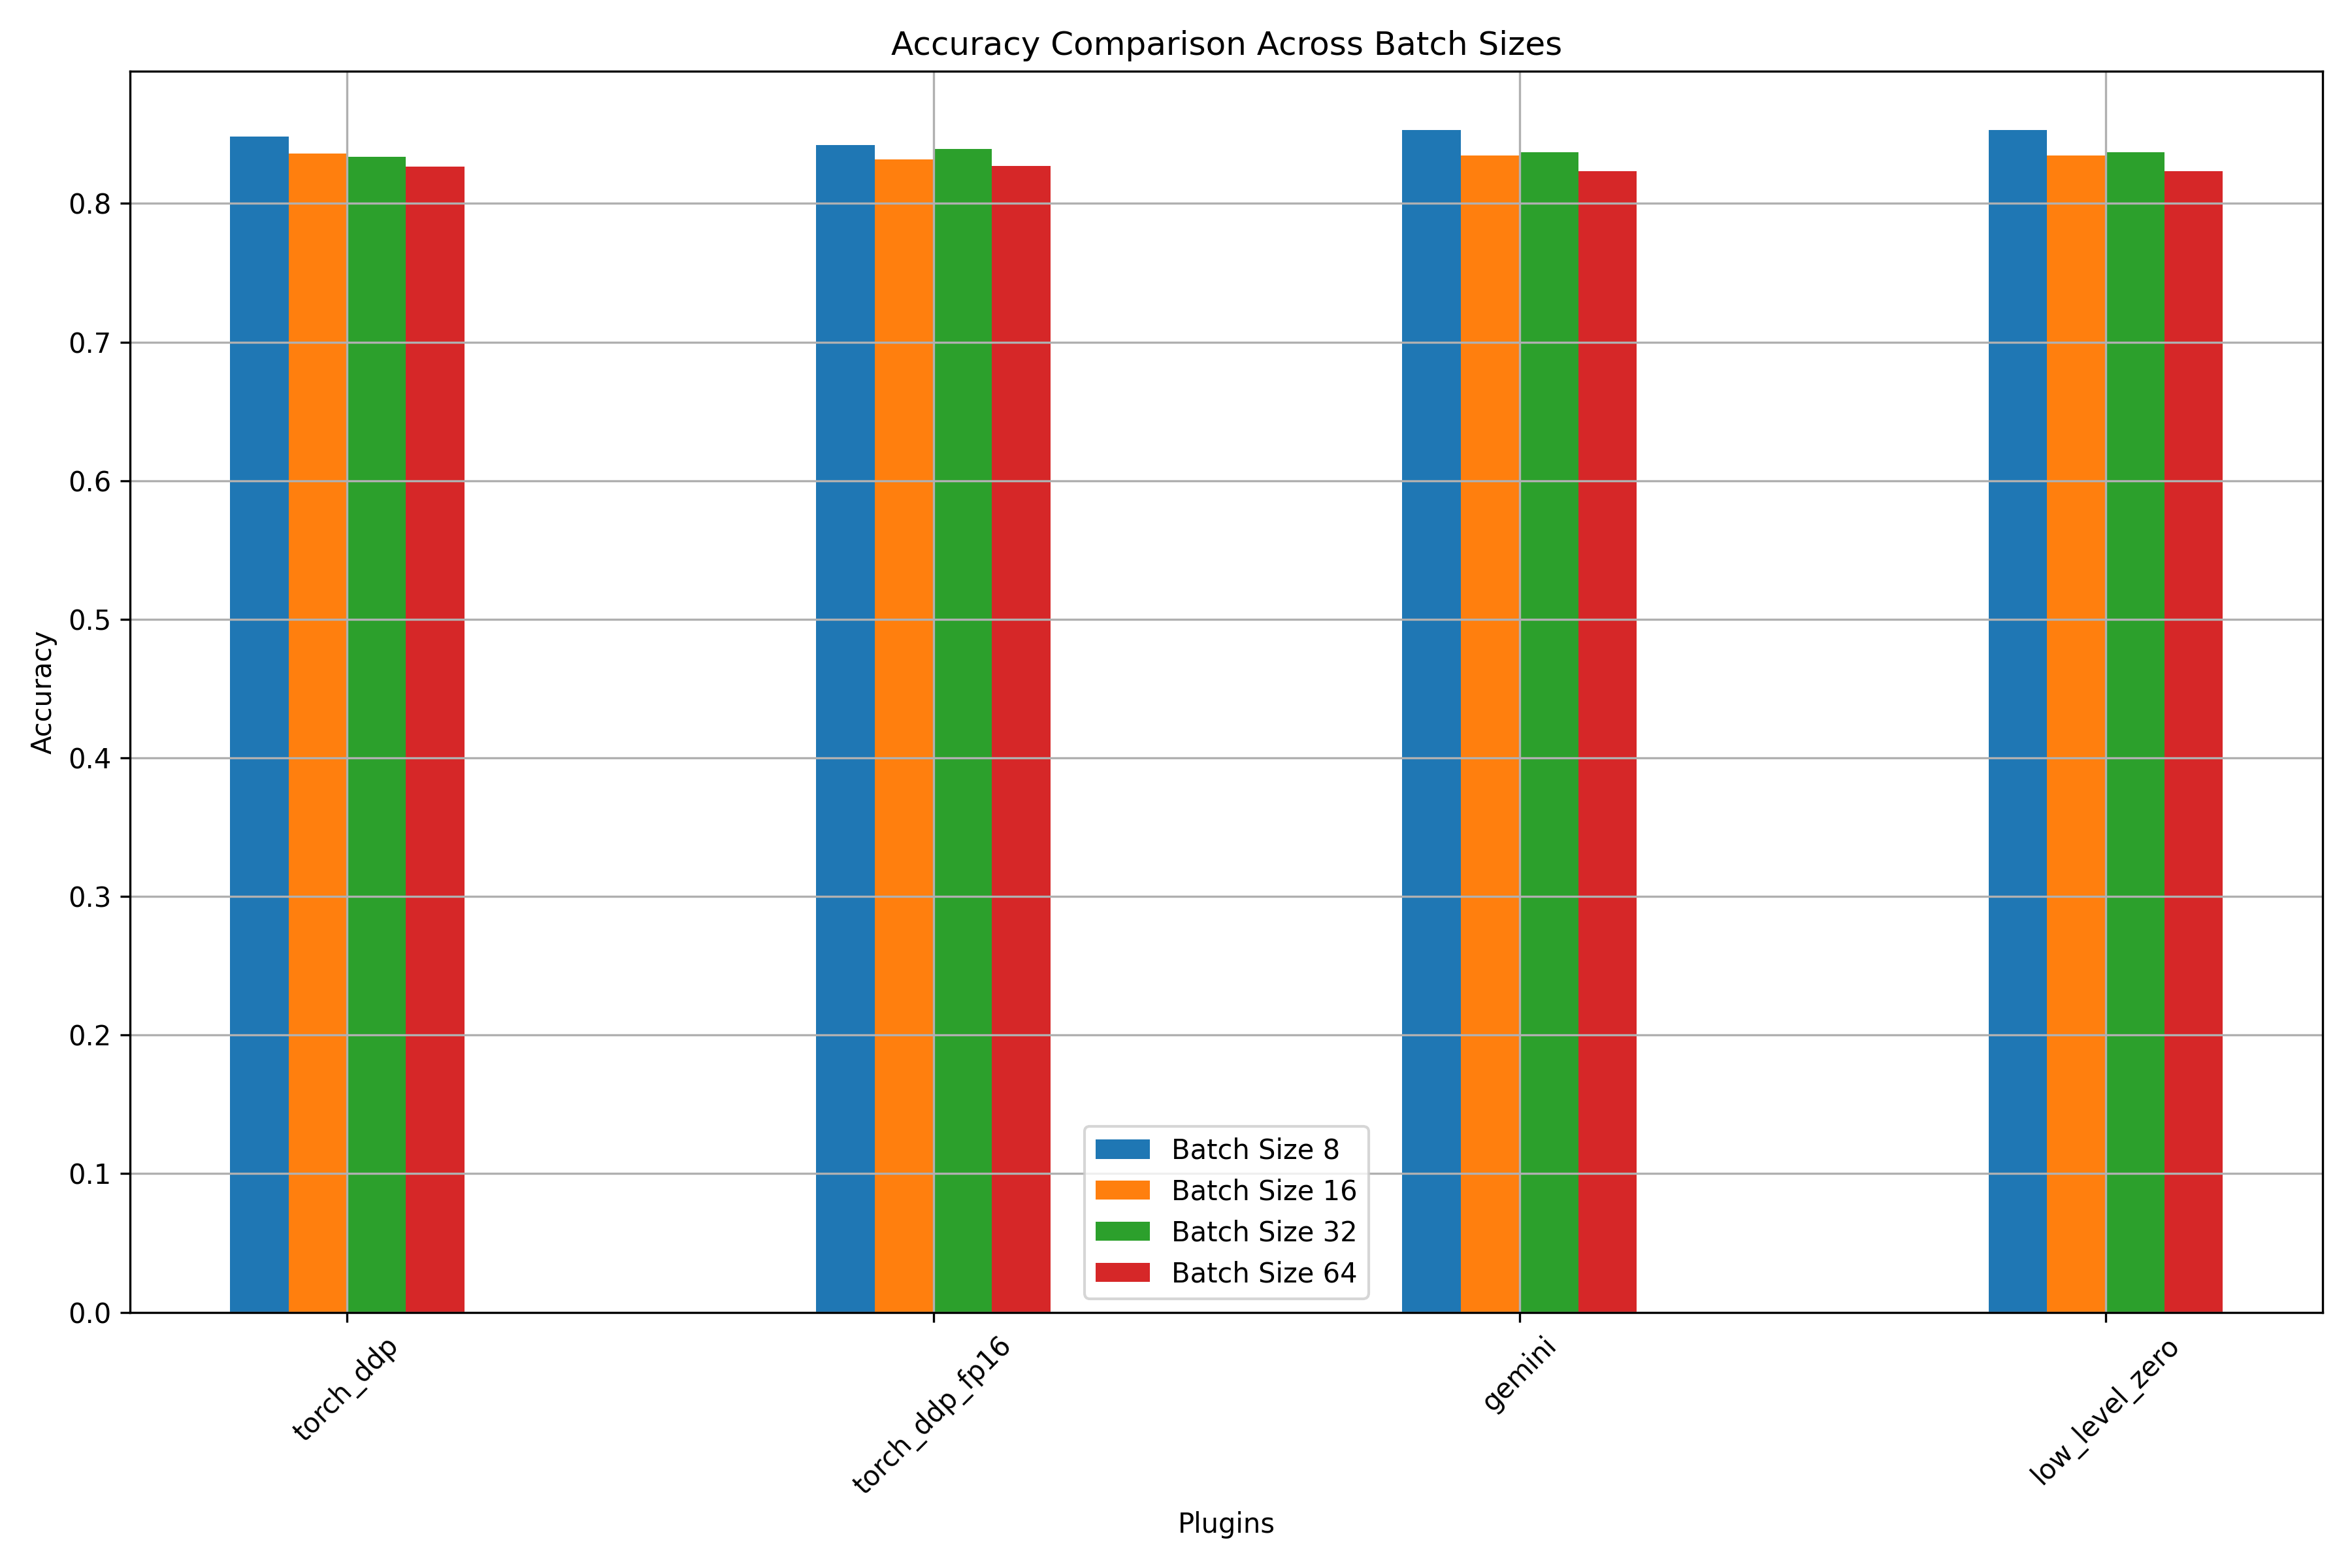 Accuracy Comparison Across Batch Sizes
Accuracy
0.8
0.7
0.6
0.5
0.4
0.3
0.2
0.1
0.0
Batch Size 8
Batch Size 16
Batch Size 32
Batch Size 64
torch_ddp
torch_ddp_fp16
gemini
low_level_zero
Plugins